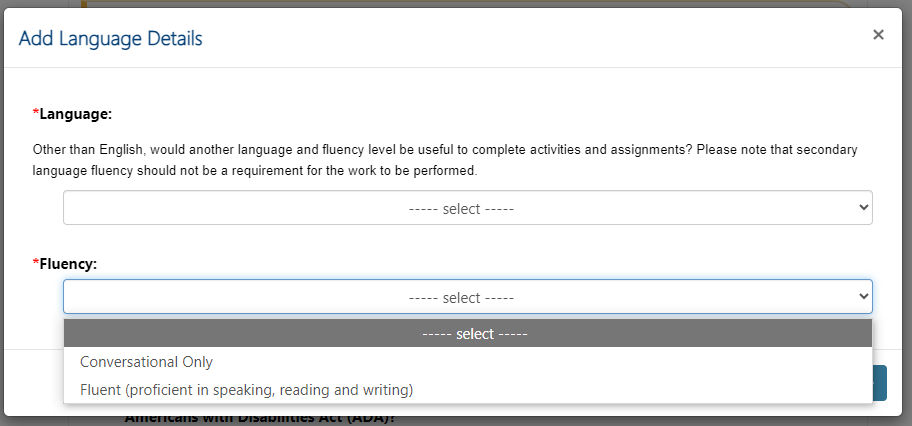 Add Language Details ×
*Language:
Other than English, would another language and fluency level be useful to complete activities and assignments? Please note that secondary
language fluency should not be a requirement for the work to be performed.
----- select -----
*Fluency:
----- select -----
----- select -----
Conversational Only
Fluent (proficient in speaking, reading and writing)
Americans with Disabilities Act (ADA)?